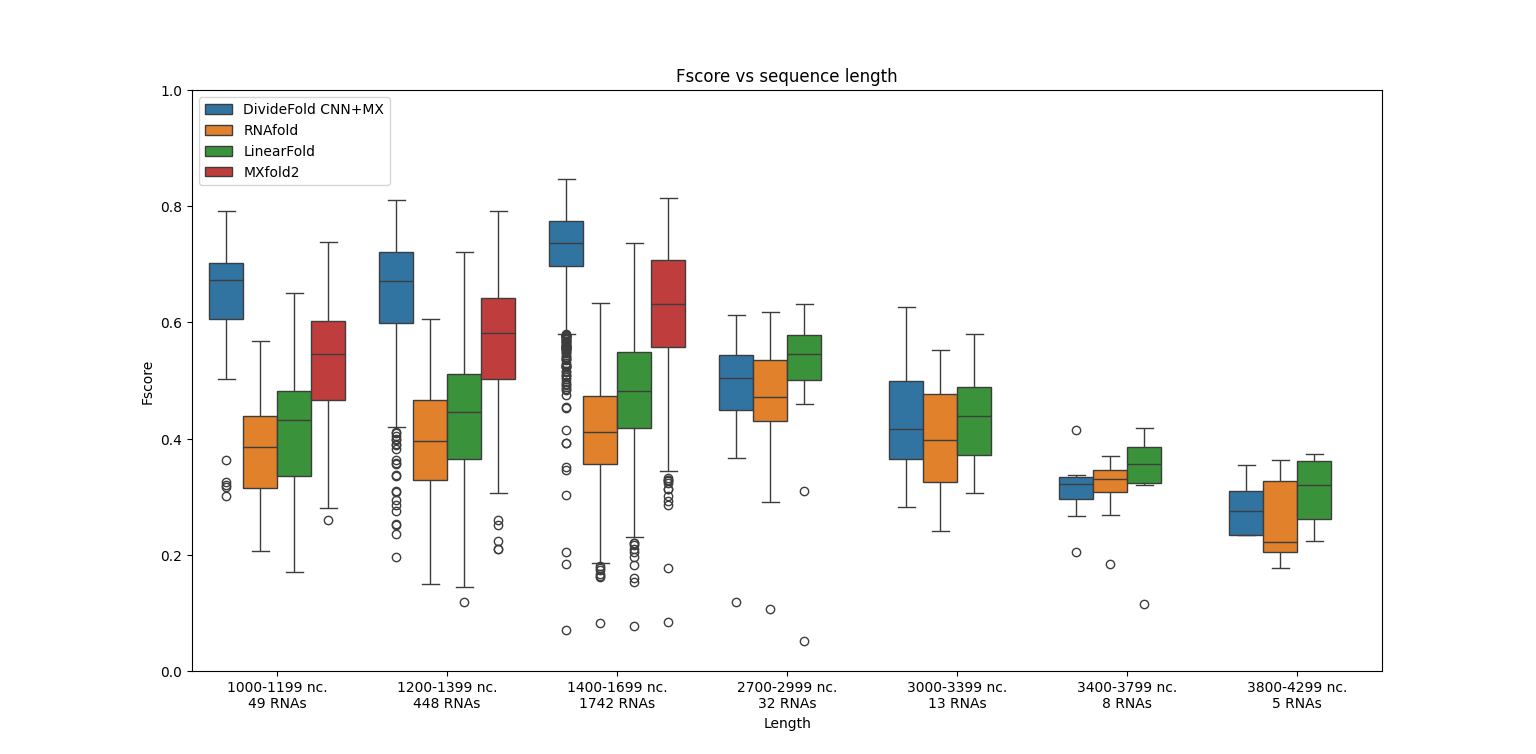 Fscore vs sequence length
DivideFold CNN+MX
RNAfold
LinearFold
MXfold2
Fscore
1.0
0.8
0.6
0.4
0.2
0.0
1000-1199 nc.
49 RNAs
1200-1399 nc.
448 RNAs
1400-1699 nc.
1742 RNAs
2700-2999 nc.
32 RNAs
3000-3399 nc.
13 RNAs
3400-3799 nc.
8 RNAs
3800-4299 nc.
5 RNAs
Length